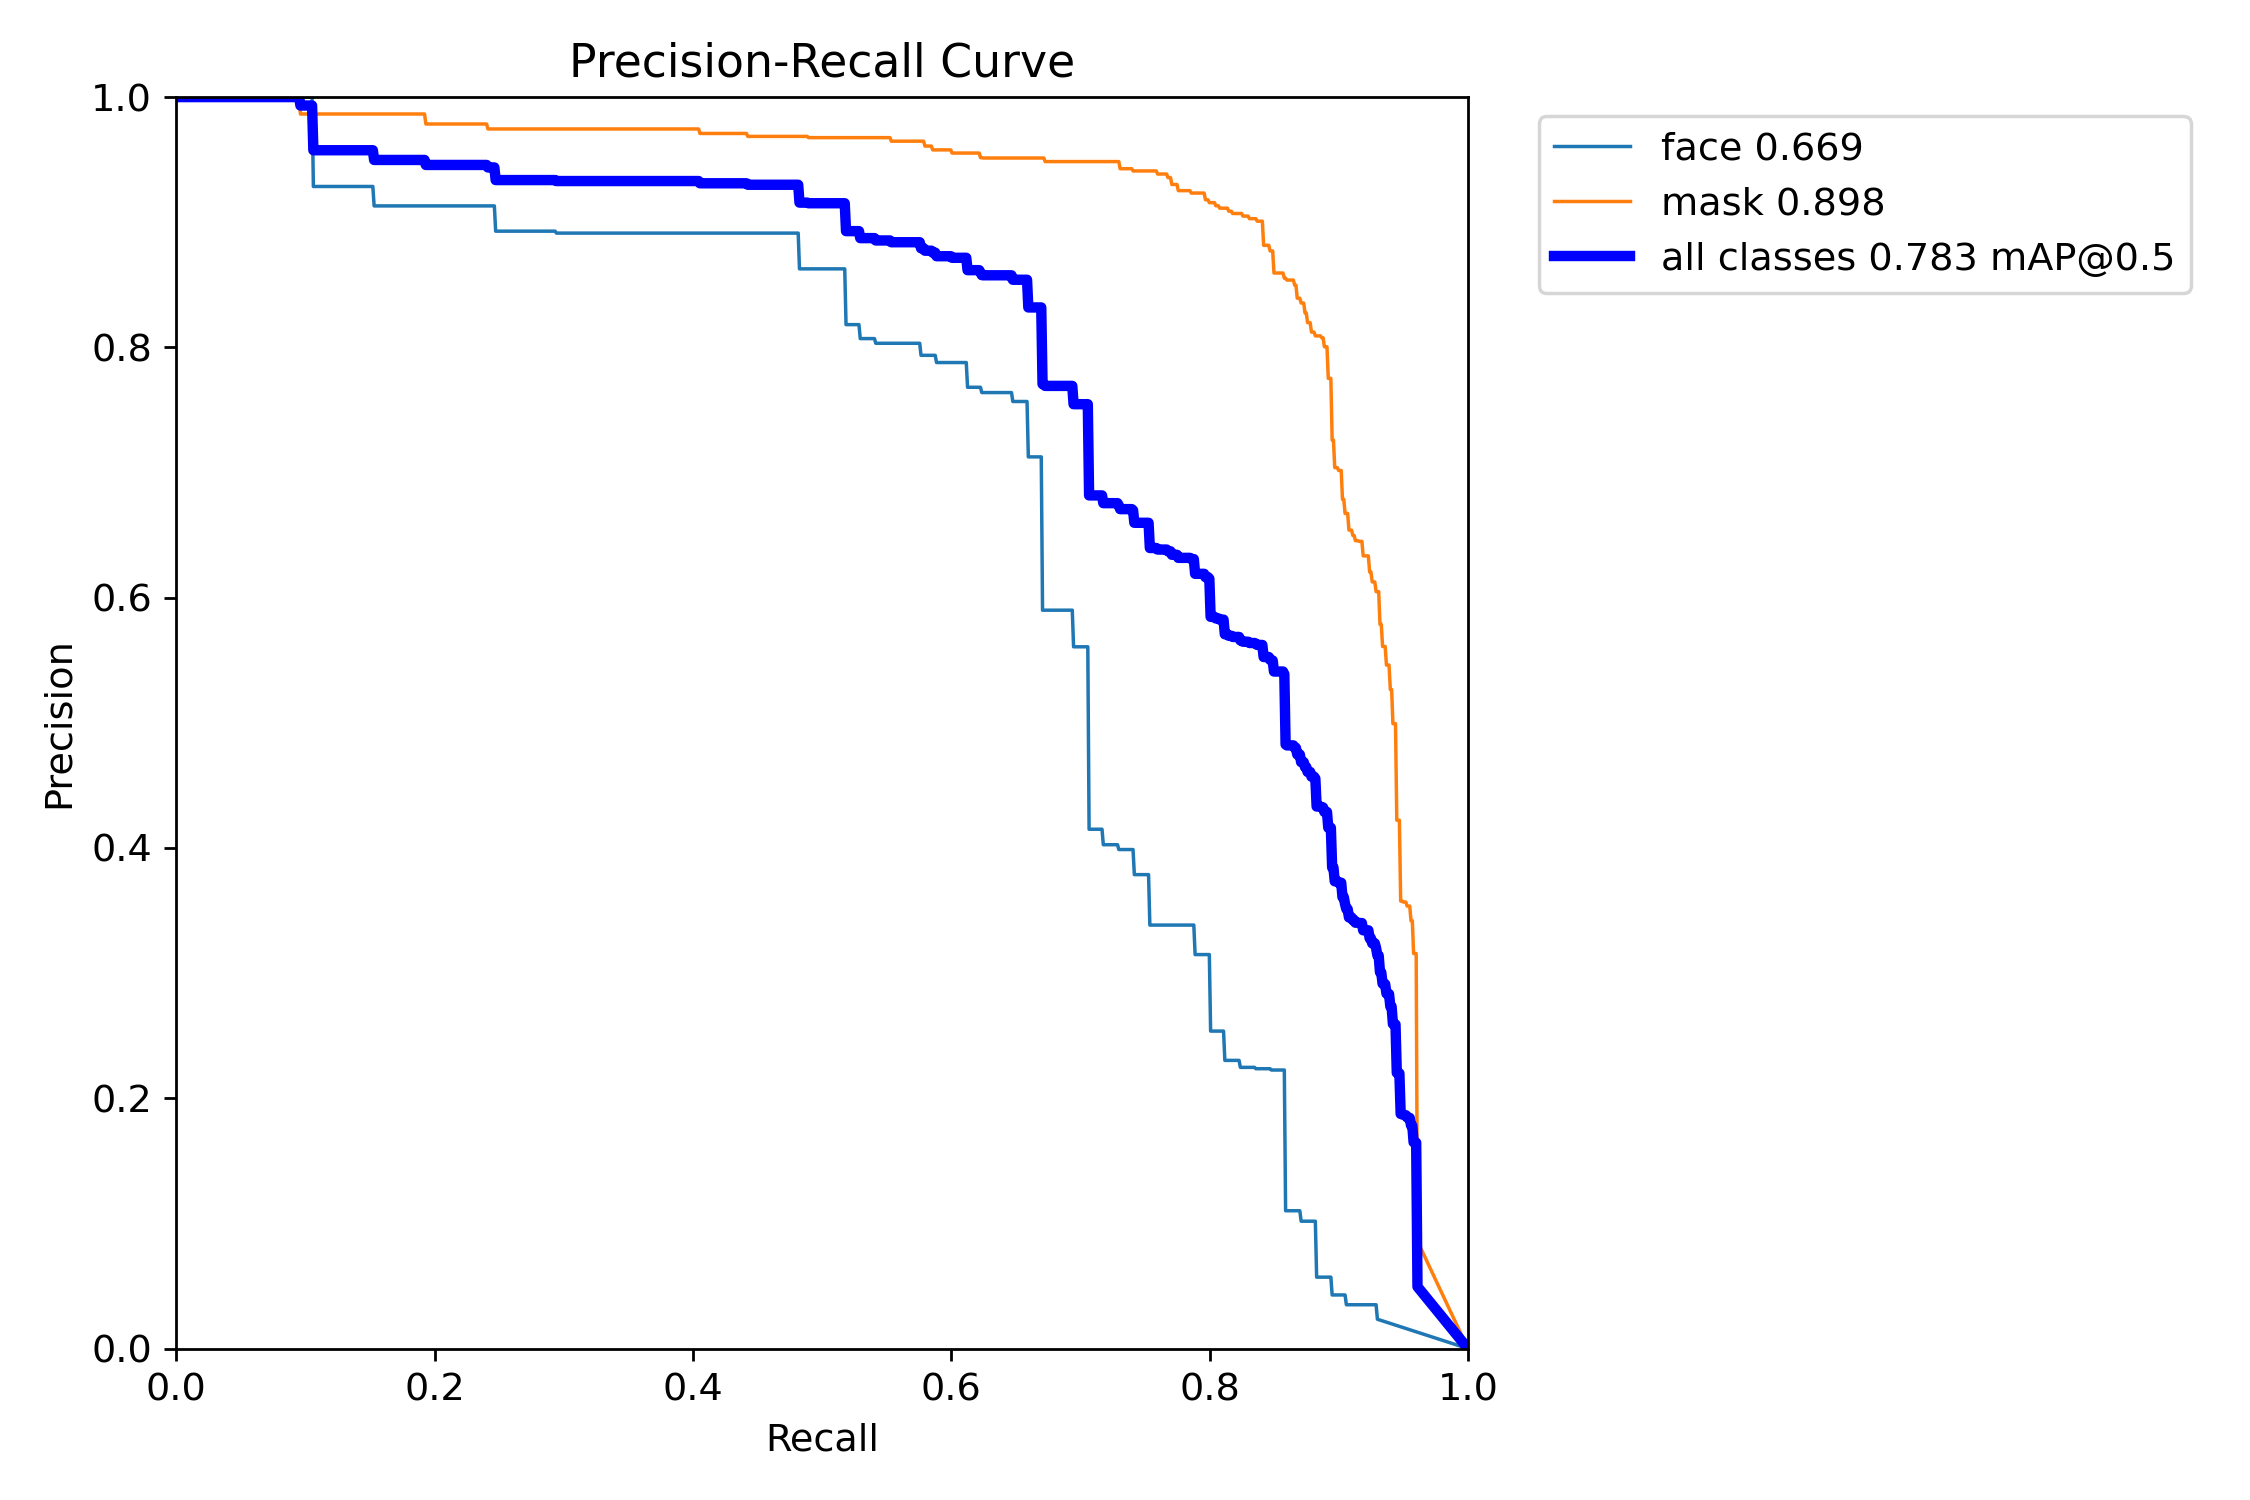 Precision-Recall Curve
1.0
0.8
0.6
0.4
0.2
0.0
Precision
0.0 0.2 0.4 0.6 0.8 1.0
Recall
face 0.669
mask 0.898
all classes 0.783 mAP@0.5